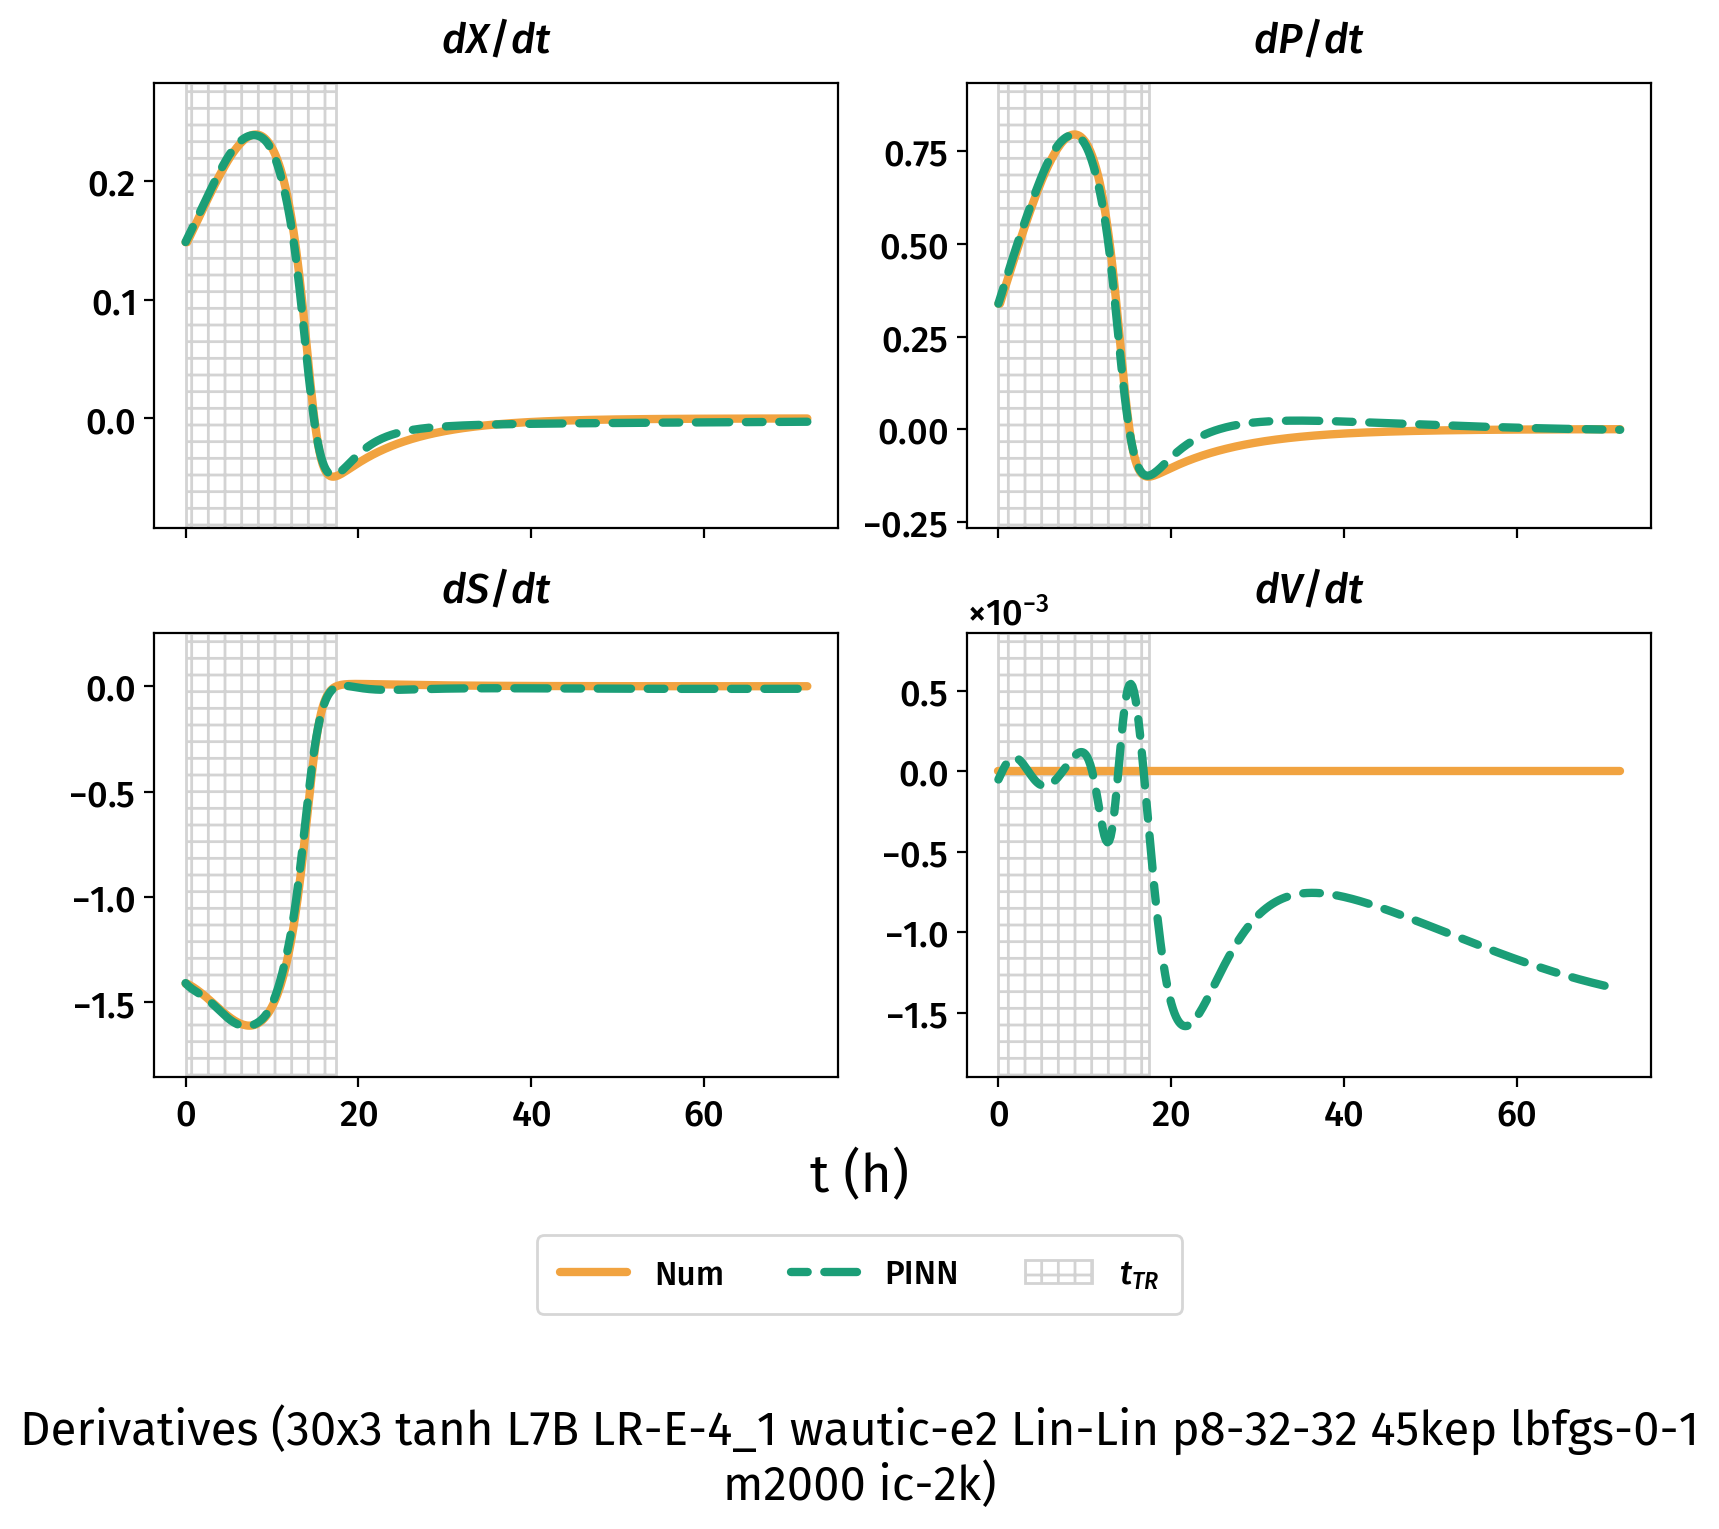 dX/dt
dP/dt
0.2
0.1
0.0
0.75
0.50
0.25
0.00
−0.25
dS/dt
dV/dt
×10⁻³
0.0
−0.5
−1.0
−1.5
0.5
0.0
−0.5
−1.0
−1.5
0 20 40 60
0 20 40 60
t (h)
Num PINN t_TR
Derivatives (30x3 tanh L7B LR-E-4_1 wautic-e2 Lin-Lin p8-32-32 45kep lbfgs-0-1
m2000 ic-2k)